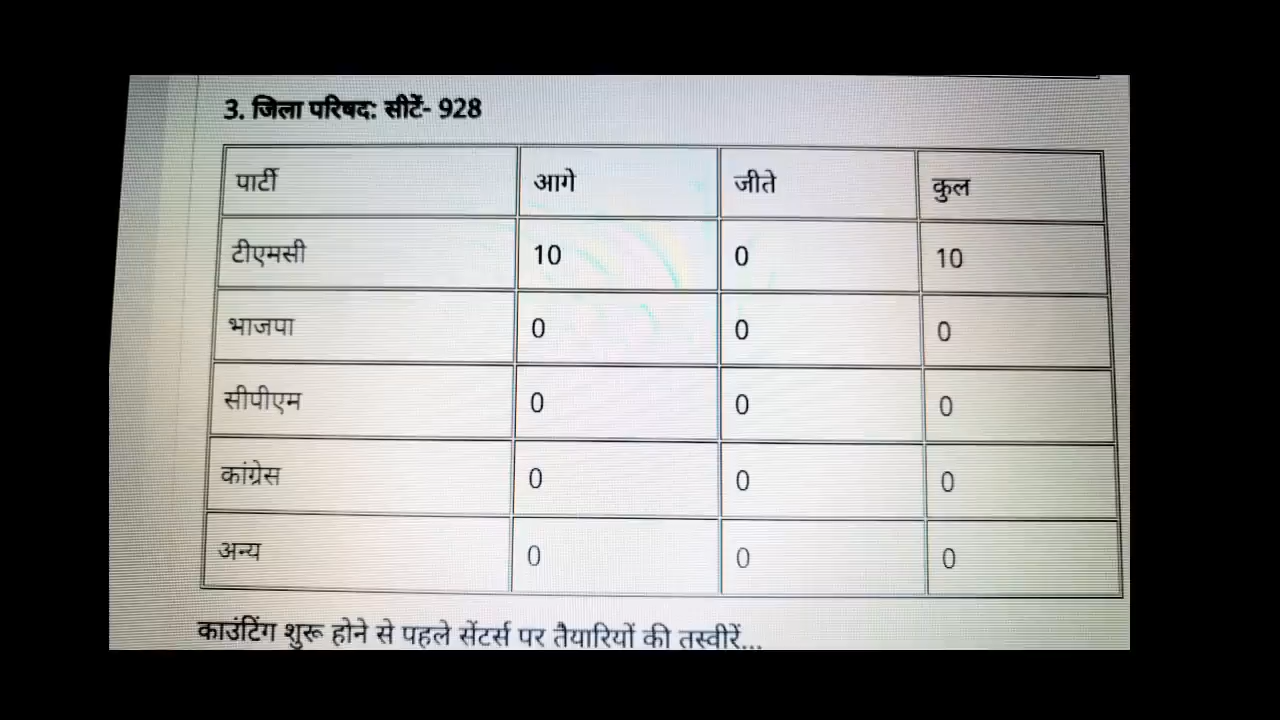 3. जिला परिषद: सीटें- 928
पार्टी आगे जीते कुल
टीएमसी 10 0 10
भाजपा 0 0 0
सीपीएम 0 0 0
कांग्रेस 0 0 0
अन्य 0 0 0
काउंटिंग शुरू होने से पहले सेंटर्स पर तैयारियों की तस्वीरें...